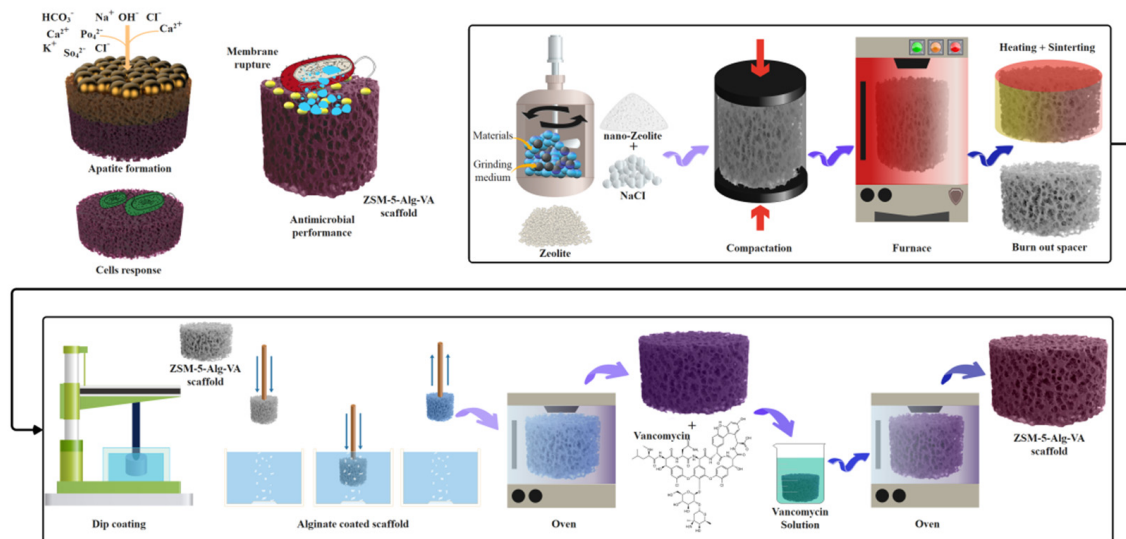 HCO₃⁻ Na⁺ OH⁻ Cl⁻
Ca²⁺ Po₄²⁻ Ca²⁺
K⁺ So₄²⁻ Cl⁻
Apatite formation
Cells response
Membrane
rupture
ZSM-5-Alg-VA
scaffold
Antimicrobial
performance
Materials
Grinding
medium
Zeolite
nano-Zeolite
+
NaCl
Compactation
Furnace
Heating + Sinterting
Burn out spacer
Dip coating
ZSM-5-Alg-VA
scaffold
Alginate coated scaffold
Oven
+
Vancomycin
Vancomycin
Solution
Oven
ZSM-5-Alg-VA
scaffold